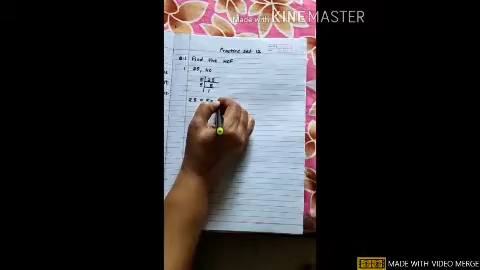 Made with KINEMASTER
Practice Set 12
Q.1 Find the HCF
1. 25, 40
5 25
5 5
1
25 = 5×
MADE WITH VIDEO MERGE